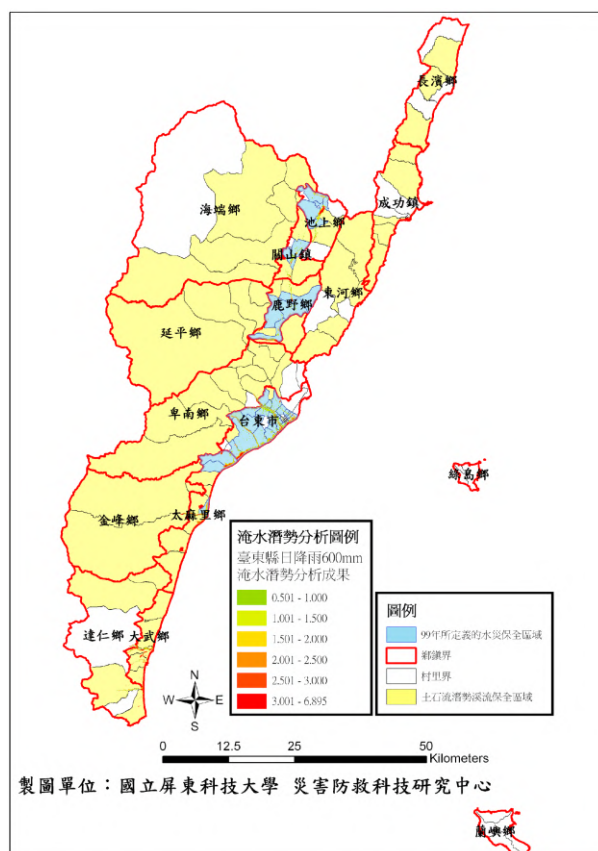 長濱鄉
海端鄉
成功鎮
池上鄉
關山鎮
東河鄉
鹿野鄉
延平鄉
卑南鄉
台東市
綠島鄉
金峰鄉
太麻里鄉
達仁鄉
大武鄉
淹水潛勢分析圖例
臺東縣日降雨600mm
淹水潛勢分析成果
0.501 - 1.000
1.001 - 1.500
1.501 - 2.000
2.001 - 2.500
2.501 - 3.000
3.001 - 6.895
圖例
99年所定義的水災保全區域
鄉鎮界
村里界
土石流潛勢溪流保全區域
N
W
E
S
0 12.5 25 50
Kilometers
製圖單位：國立屏東科技大學 災害防救科技研究中心
蘭嶼鄉